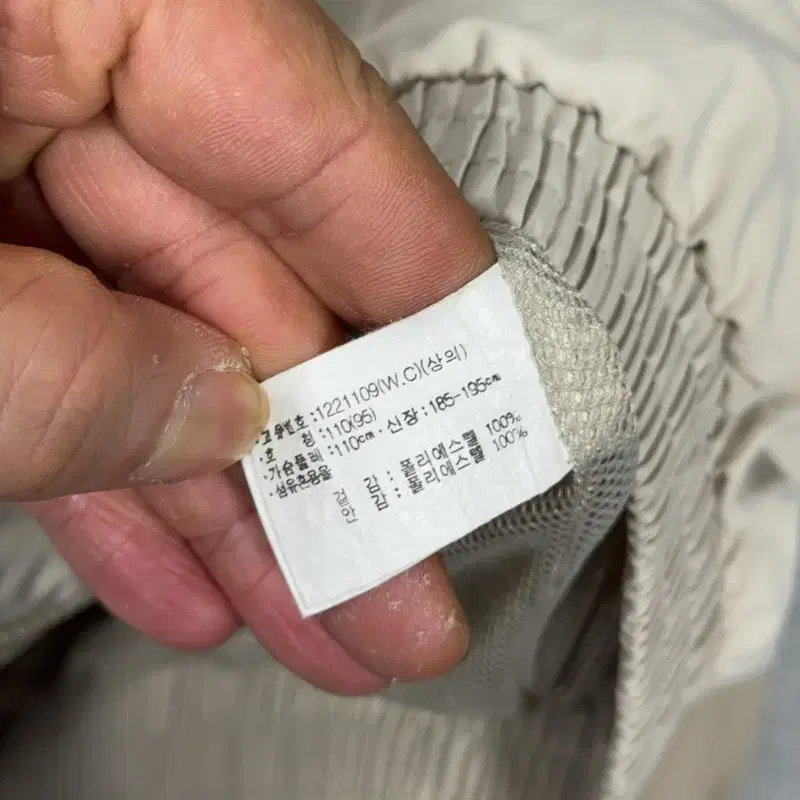 ·고유번호:1221109(W.C)(상의)
·호 칭:110(95)
·가슴둘레:110cm·신장:185-195cm
·섬유혼용율
겉 감:폴리에스텔 100%
안 감:폴리에스텔 100%